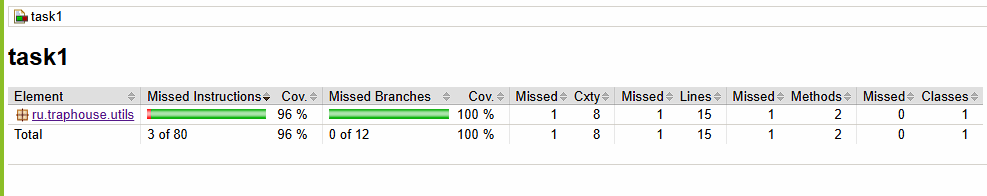 task1
task1
Element Missed Instructions Cov. Missed Branches Cov. Missed Cxty Missed Lines Missed Methods Missed Classes
ru.traphouse.utils 96 % 100 % 1 8 1 15 1 2 0 1
Total 3 of 80 96 % 0 of 12 100 % 1 8 1 15 1 2 0 1